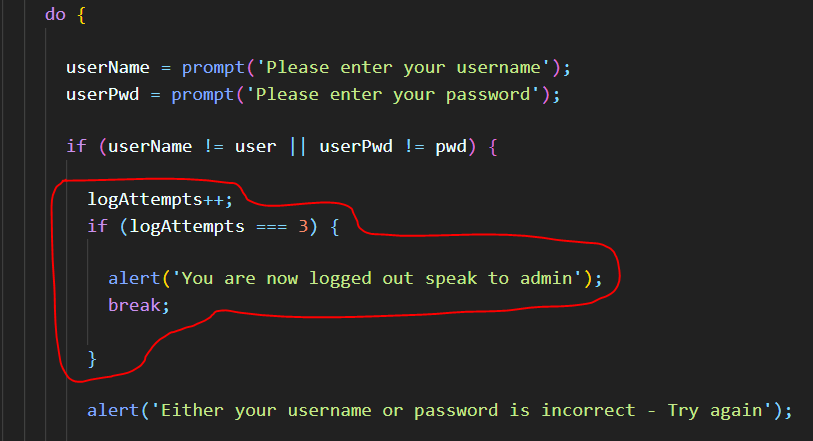 do {
userName = prompt('Please enter your username');
userPwd = prompt('Please enter your password');
if (userName != user || userPwd != pwd) {
logAttempts++;
if (logAttempts === 3) {
alert('You are now logged out speak to admin');
break;
}
alert('Either your username or password is incorrect - Try again');